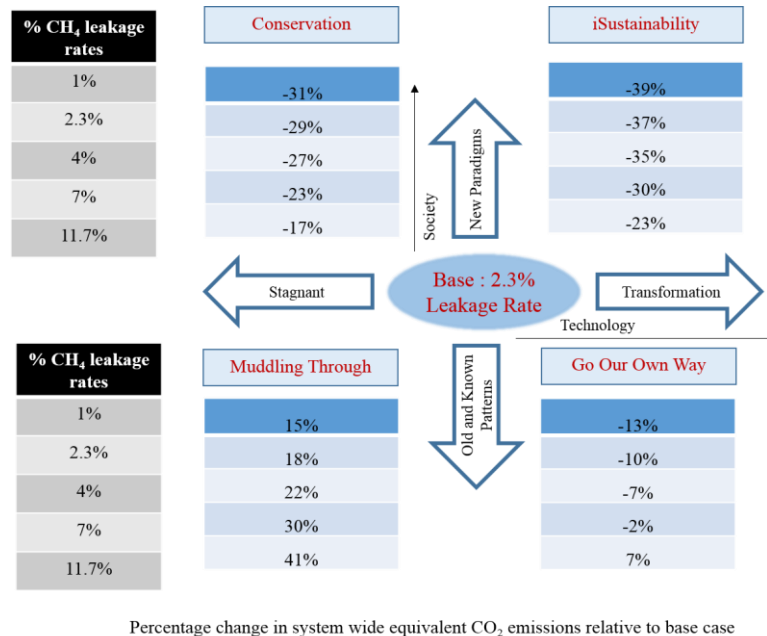 % CH₄ leakage
rates
1%
2.3%
4%
7%
11.7%
Conservation
-31%
-29%
-27%
-23%
-17%
iSustainability
-39%
-37%
-35%
-30%
-23%
Society
New Paradigms
Stagnant
Base : 2.3%
Leakage Rate
Transformation
Technology
Old and Known
Patterns
% CH₄ leakage
rates
1%
2.3%
4%
7%
11.7%
Muddling Through
15%
18%
22%
30%
41%
Go Our Own Way
-13%
-10%
-7%
-2%
7%
Percentage change in system wide equivalent CO₂ emissions relative to base case